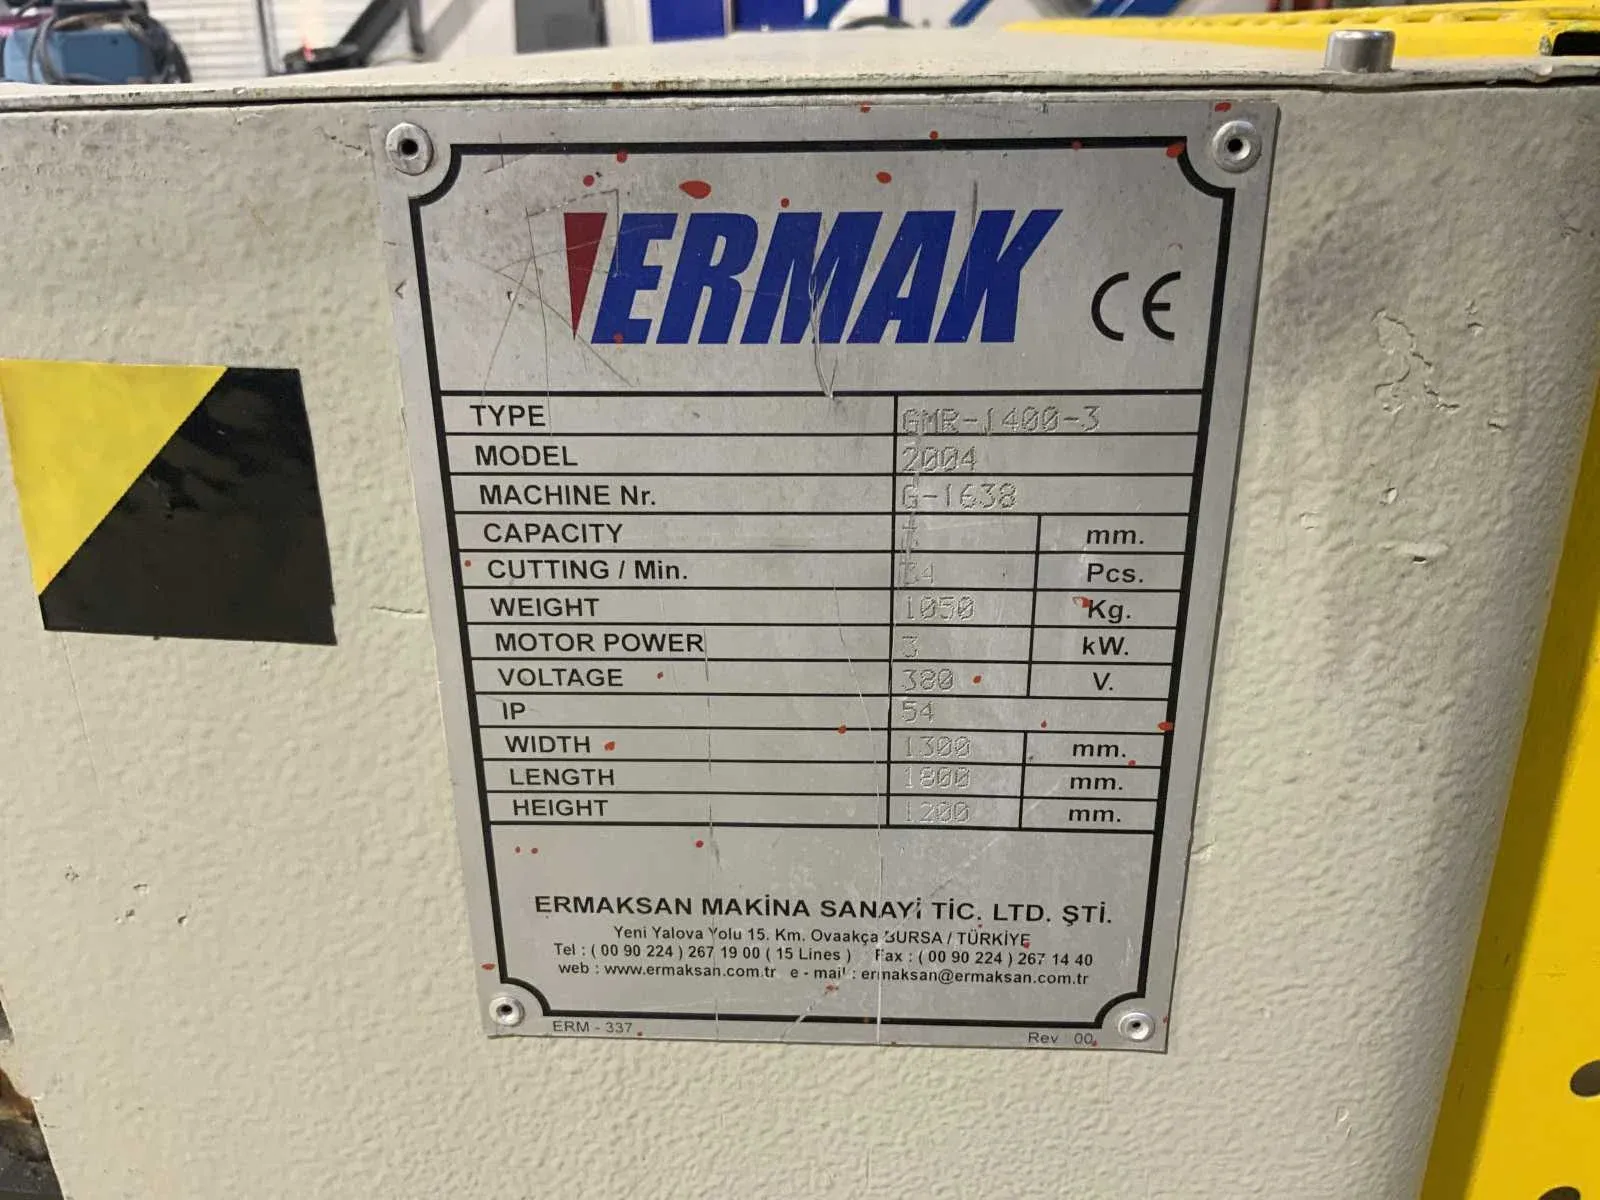 ERMAK CE
TYPE GMR-1400-3
MODEL 2004
MACHINE Nr. G-1638
CAPACITY mm.
CUTTING / Min. 34 Pcs.
WEIGHT 1050 Kg.
MOTOR POWER 3 kW.
VOLTAGE 380 V.
IP 54
WIDTH 1300 mm.
LENGTH 1800 mm.
HEIGHT 1200 mm.
ERMAKSAN MAKİNA SANAYİ TİC. LTD. ŞTİ.
Yeni Yalova Yolu 15. Km. Ovaakça BURSA / TÜRKİYE
Tel : ( 00 90 224 ) 267 19 00 ( 15 Lines ) Fax : ( 00 90 224 ) 267 14 40
web : www.ermaksan.com.tr e - mail : ermaksan@ermaksan.com.tr
ERM - 337 Rev 00